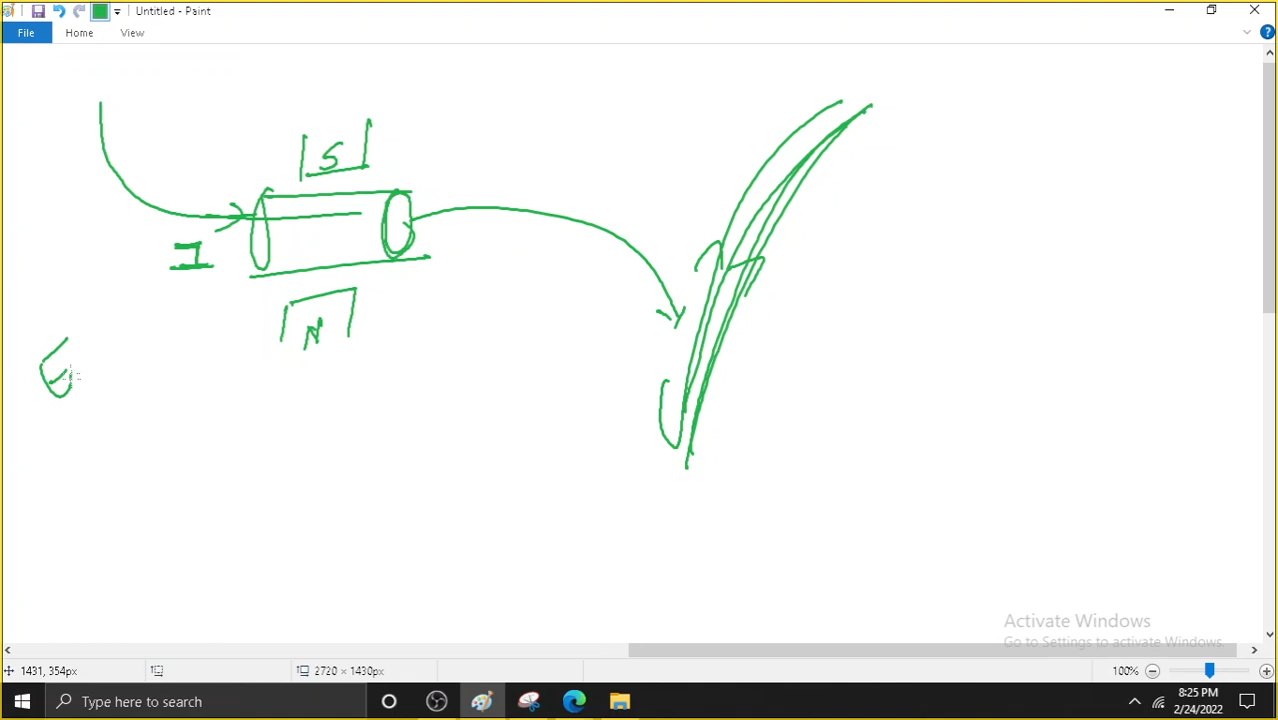 Untitled - Paint
File Home View
S
I
N
1431, 354px
2720 × 1430px
100%
Activate Windows
Go to Settings to activate Windows.
Type here to search
8:25 PM
2/24/2022